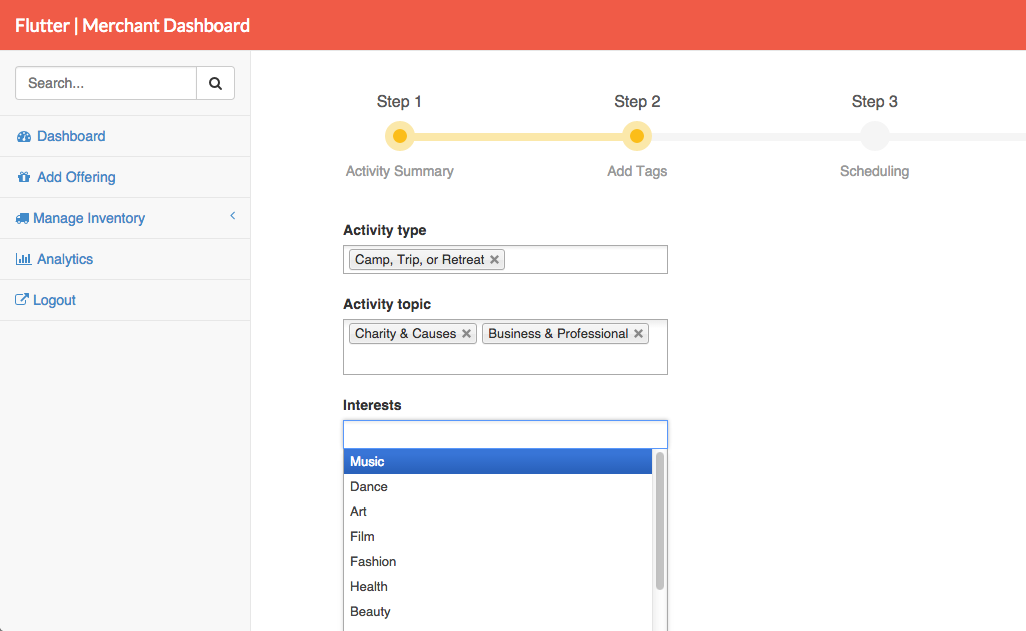 Flutter | Merchant Dashboard
Search...
Dashboard
Add Offering
Manage Inventory
Analytics
Logout
Step 1
Step 2
Step 3
Activity Summary
Add Tags
Scheduling
Activity type
Camp, Trip, or Retreat
Activity topic
Charity & Causes
Business & Professional
Interests
Music
Dance
Art
Film
Fashion
Health
Beauty